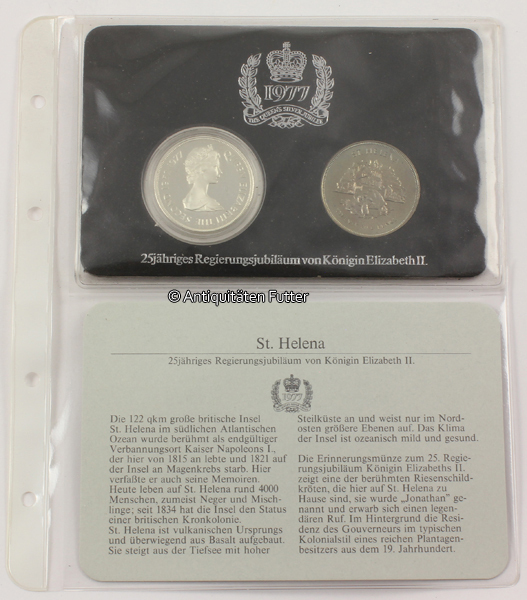 1977
THE QUEEN'S SILVER JUBILEE
25jähriges Regierungsjubiläum von Königin Elizabeth II.
© Antiquitäten Futter
St. Helena
25jähriges Regierungsjubiläum von Königin Elizabeth II.
1977
Die 122 qkm große britische Insel
St. Helena im südlichen Atlantischen
Ozean wurde berühmt als endgültiger
Verbannungsort Kaiser Napoleons I.,
der hier von 1815 an lebte und 1821 auf
der Insel an Magenkrebs starb. Hier
verfaßte er auch seine Memoiren.
Heute leben auf St. Helena rund 4000
Menschen, zumeist Neger und Misch-
linge; seit 1834 hat die Insel den Status
einer britischen Kronkolonie.
St. Helena ist vulkanischen Ursprungs
und überwiegend aus Basalt aufgebaut.
Sie steigt aus der Tiefsee mit hoher
Steilküste an und weist nur im Nord-
osten größere Ebenen auf. Das Klima
der Insel ist ozeanisch mild und gesund.
Die Erinnerungsmünze zum 25. Regie-
rungsjubiläum Königin Elizabeths II.
zeigt eine der berühmten Riesenschild-
kröten, die hier auf St. Helena zu
Hause sind, sie wurde „Jonathan" ge-
nannt und erwarb sich einen legen-
dären Ruf. Im Hintergrund die Resi-
denz des Gouverneurs im typischen
Kolonialstil eines reichen Plantagen-
besitzers aus dem 19. Jahrhundert.